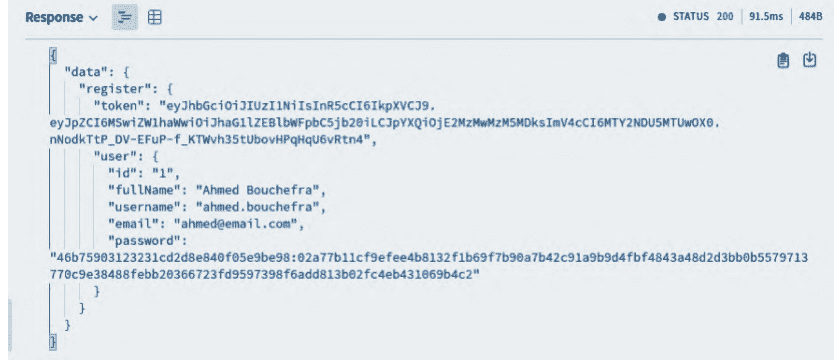 Response
STATUS 200 91.5ms 484B
{
"data": {
"register": {
"token": "eyJhbGciOiJIUzI1NiIsInR5cCI6IkpXVCJ9.
eyJpZCI6MSwiZW1haWwiOiJhaG1lZEBlbWFpbC5jb20iLCJpYXQiOjE2MzMwMzM5MDksImV4cCI6MTY2NDU5MTUwOX0.
nNodkTtP_DV-EFuP-f_KTWvh35tUbovHPqHqU6vRtn4",
"user": {
"id": "1",
"fullName": "Ahmed Bouchefra",
"username": "ahmed.bouchefra",
"email": "ahmed@email.com",
"password":
"46b75903123231cd2d8e840f05e9be98:02a77b11cf9efee4b8132f1b69f7b90a7b42c91a9b9d4fbf4843a48d2d3bb0b5579713
770c9e38488febb20366723fd9597398f6add813b02fc4eb431069b4c2"
}
}
}
}